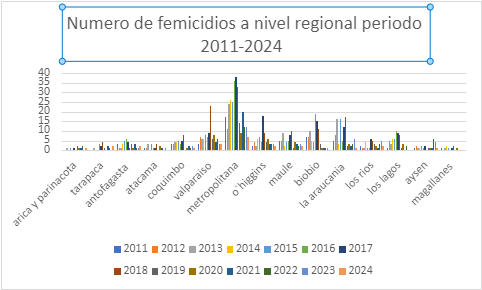 Numero de femicidios a nivel regional periodo
2011-2024
40
35
30
25
20
15
10
5
0
arica y parinacota
tarapaca
antofagasta
atacama
coquimbo
valparaiso
metropolitana
o´higgins
maule
biobio
la araucania
los rios
los lagos
aysen
magallanes
2011 2012 2013 2014 2015 2016 2017
2018 2019 2020 2021 2022 2023 2024